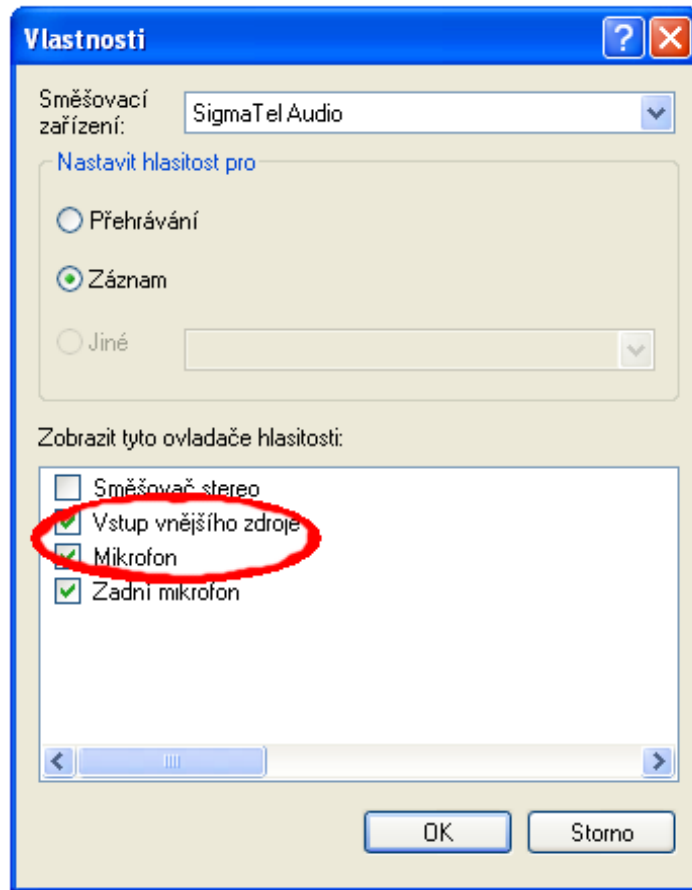 Vlastnosti
Směšovací
zařízení:
SigmaTel Audio
Nastavit hlasitost pro
Přehrávání
Záznam
Jiné
Zobrazit tyto ovladače hlasitosti:
Směšovač stereo
Vstup vnějšího zdroje
Mikrofon
Zadní mikrofon
OK
Storno